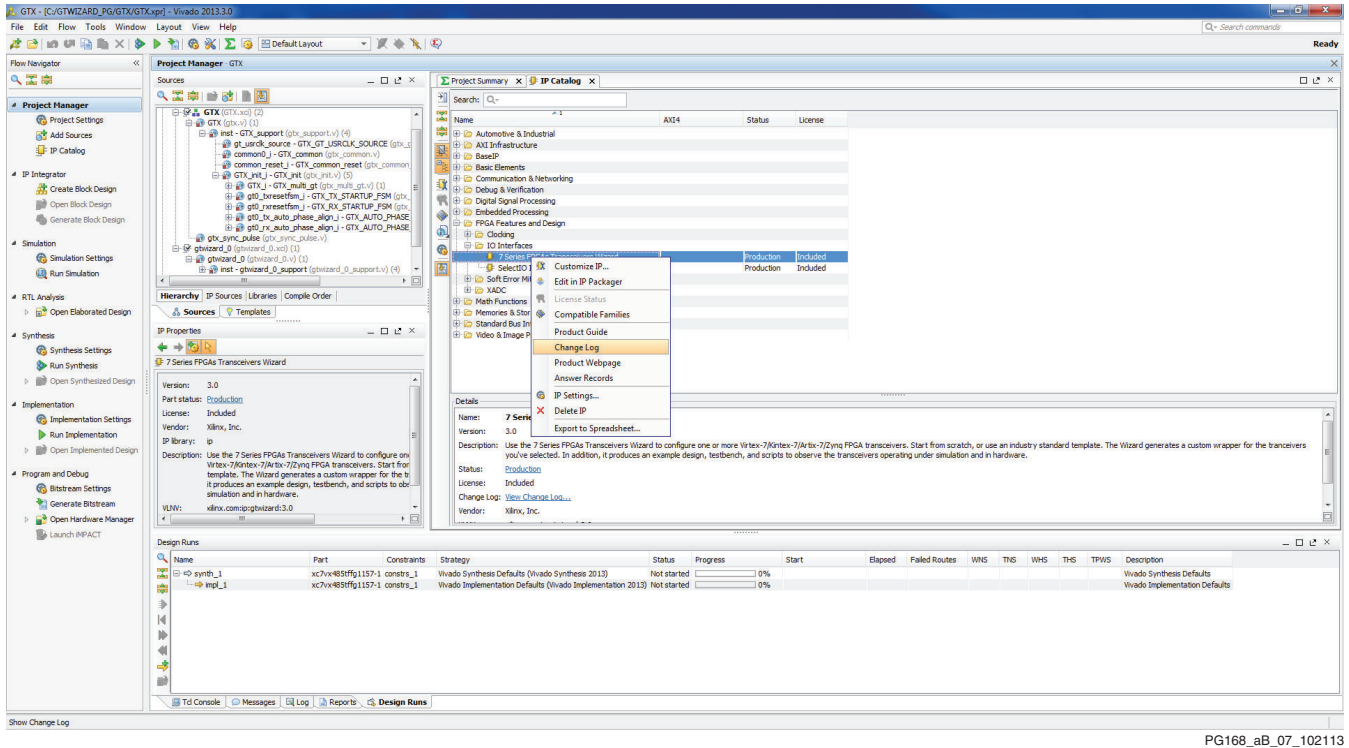 GTX - [C:/GTWIZARD_PG/GTX/GTX.xpr] - Vivado 2013.3.0
File Edit Flow Tools Window Layout View Help
Search commands
Default Layout
Ready
Flow Navigator
Project Manager
Project Settings
Add Sources
IP Catalog
IP Integrator
Create Block Design
Open Block Design
Generate Block Design
Simulation
Simulation Settings
Run Simulation
RTL Analysis
Open Elaborated Design
Synthesis
Synthesis Settings
Run Synthesis
Open Synthesized Design
Implementation
Implementation Settings
Run Implementation
Open Implemented Design
Program and Debug
Bitstream Settings
Generate Bitstream
Open Hardware Manager
Launch iMPACT
Project Manager - GTX
Sources
GTX (GTX.xci) (2)
GTX (gtx.v) (1)
inst - GTX_support (gtx_support.v) (4)
gt_usrclk_source - GTX_GT_USRCLK_SOURCE (gtx_
common0_i - GTX_common (gtx_common.v)
common_reset_i - GTX_common_reset (gtx_common_
GTX_init_i - GTX_init (gtx_init.v) (5)
GTX_i - GTX_multi_gt (gtx_multi_gt.v) (1)
gt0_txresetfsm_i - GTX_TX_STARTUP_FSM (gtx_
gt0_rxresetfsm_i - GTX_RX_STARTUP_FSM (gtx_
gt0_tx_auto_phase_align_i - GTX_AUTO_PHASE_
gt0_rx_auto_phase_align_i - GTX_AUTO_PHASE_
gtx_sync_pulse (gtx_sync_pulse.v)
gtwizard_0 (gtwizard_0.xci) (1)
gtwizard_0 (gtwizard_0.v) (1)
inst - gtwizard_0_support (gtwizard_0_support.v) (4)
Hierarchy IP Sources Libraries Compile Order
Sources Templates
IP Properties
7 Series FPGAs Transceivers Wizard
Version: 3.0
Part status: Production
License: Included
Vendor: Xilinx, Inc.
IP library: ip
Description: Use the 7 Series FPGAs Transceivers Wizard to configure one
Virtex-7/Kintex-7/Artix-7/Zynq FPGA transceivers. Start from
template. The Wizard generates a custom wrapper for the tr
it produces an example design, testbench, and scripts to obs
simulation and in hardware.
VLNV: xilinx.com:ip:gtwizard:3.0
Project Summary IP Catalog
Search:
Name AXI4 Status License
Automotive & Industrial
AXI Infrastructure
BaseIP
Basic Elements
Communication & Networking
Debug & Verification
Digital Signal Processing
Embedded Processing
FPGA Features and Design
Clocking
IO Interfaces
7 Series FPGAs Transceivers Wizard Production Included
SelectIO I Production Included
Soft Error Mi
XADC
Math Functions
Memories & Stor
Standard Bus In
Video & Image P
Customize IP...
Edit in IP Packager
License Status
Compatible Families
Product Guide
Change Log
Product Webpage
Answer Records
IP Settings...
Delete IP
Export to Spreadsheet...
Details
Name: 7 Serie
Version: 3.0
Description: Use the 7 Series FPGAs Transceivers Wizard to configure one or more Virtex-7/Kintex-7/Artix-7/Zynq FPGA transceivers. Start from scratch, or use an industry standard template. The Wizard generates a custom wrapper for the tranceivers
you've selected. In addition, it produces an example design, testbench, and scripts to observe the transceivers operating under simulation and in hardware.
Status: Production
License: Included
Change Log: View Change Log...
Vendor: Xilinx, Inc.
Design Runs
Name Part Constraints Strategy Status Progress Start Elapsed Failed Routes WNS TNS WHS THS TPWS Description
synth_1 xc7vx485tffg1157-1 constrs_1 Vivado Synthesis Defaults (Vivado Synthesis 2013) Not started 0% Vivado Synthesis Defaults
impl_1 xc7vx485tffg1157-1 constrs_1 Vivado Implementation Defaults (Vivado Implementation 2013) Not started 0% Vivado Implementation Defaults
Tcl Console Messages Log Reports Design Runs
Show Change Log
PG168_aB_07_102113